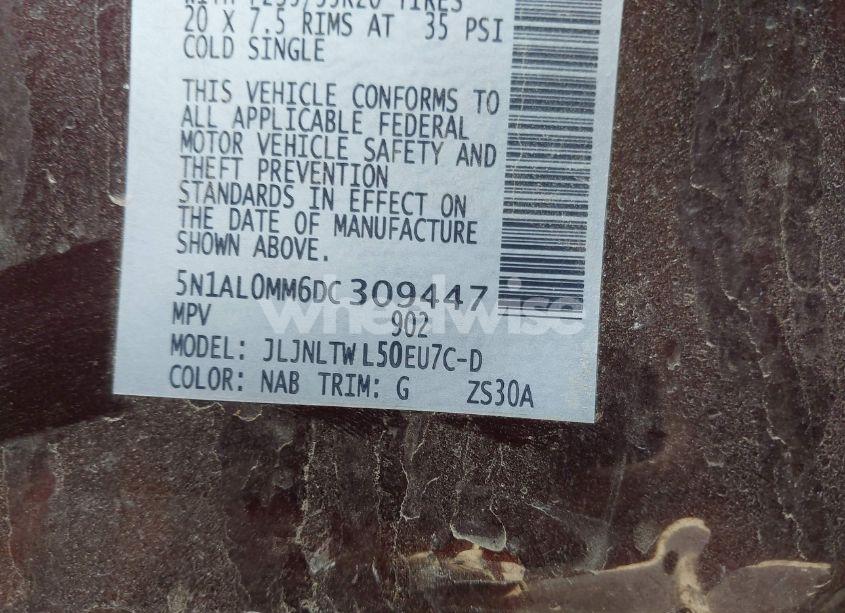 20 X 7.5 RIMS AT 35 PSI
COLD SINGLE
THIS VEHICLE CONFORMS TO
ALL APPLICABLE FEDERAL
MOTOR VEHICLE SAFETY AND
THEFT PREVENTION
STANDARDS IN EFFECT ON
THE DATE OF MANUFACTURE
SHOWN ABOVE.
5N1AL0MM6DC309447
wheelwise
MPV 902
MODEL: JLJNLTW L50EU7C-D
COLOR: NAB TRIM: G ZS30A